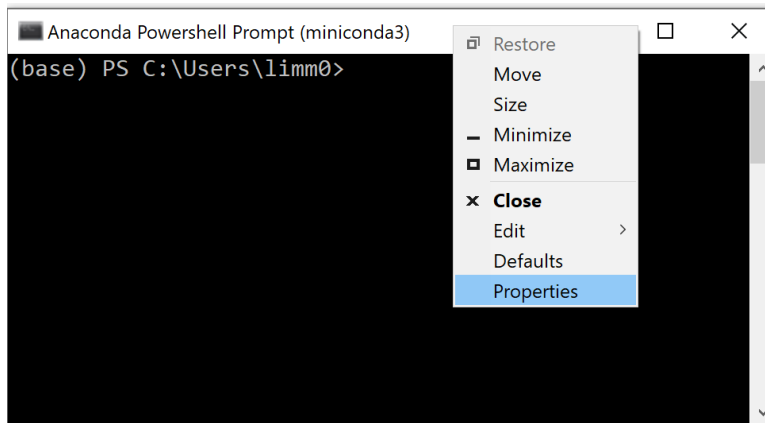 Anaconda Powershell Prompt (miniconda3)
(base) PS C:\Users\limm0>
Restore
Move
Size
Minimize
Maximize
Close
Edit
Defaults
Properties